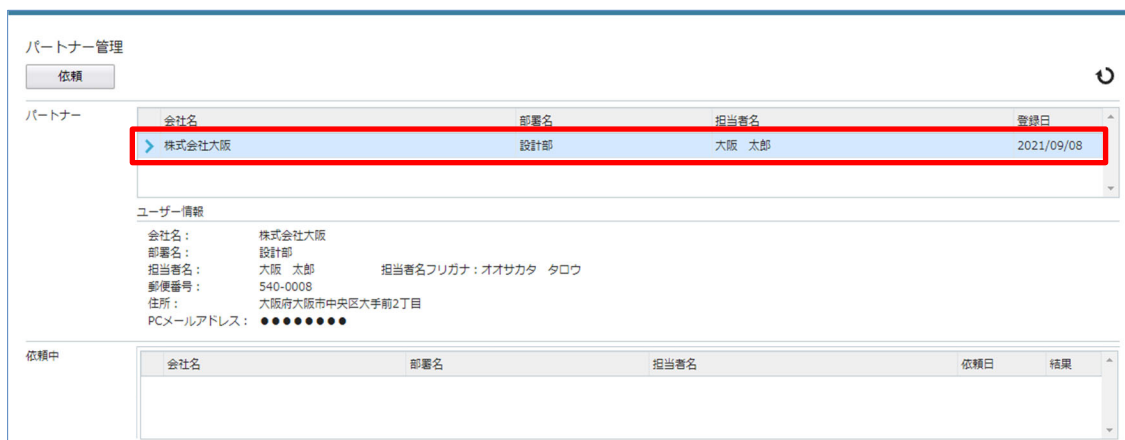 パートナー管理
依頼
パートナー
会社名 部署名 担当者名 登録日
株式会社大阪 設計部 大阪 太郎 2021/09/08
ユーザー情報
会社名： 株式会社大阪
部署名： 設計部
担当者名： 大阪 太郎 担当者名フリガナ：オオサカタ タロウ
郵便番号： 540-0008
住所： 大阪府大阪市中央区大手前2丁目
PCメールアドレス： ●●●●●●●●
依頼中
会社名 部署名 担当者名 依頼日 結果